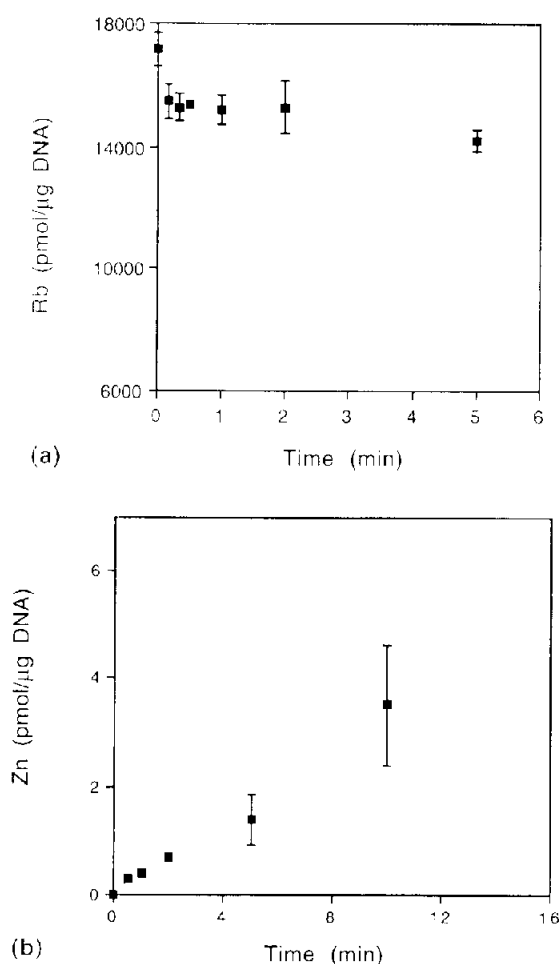 18000
14000
10000
6000
Rb (pmol/μg DNA)
0 1 2 3 4 5 6
Time (min)
(a)
6
4
2
0
Zn (pmol/μg DNA)
0 4 8 12 16
Time (min)
(b)